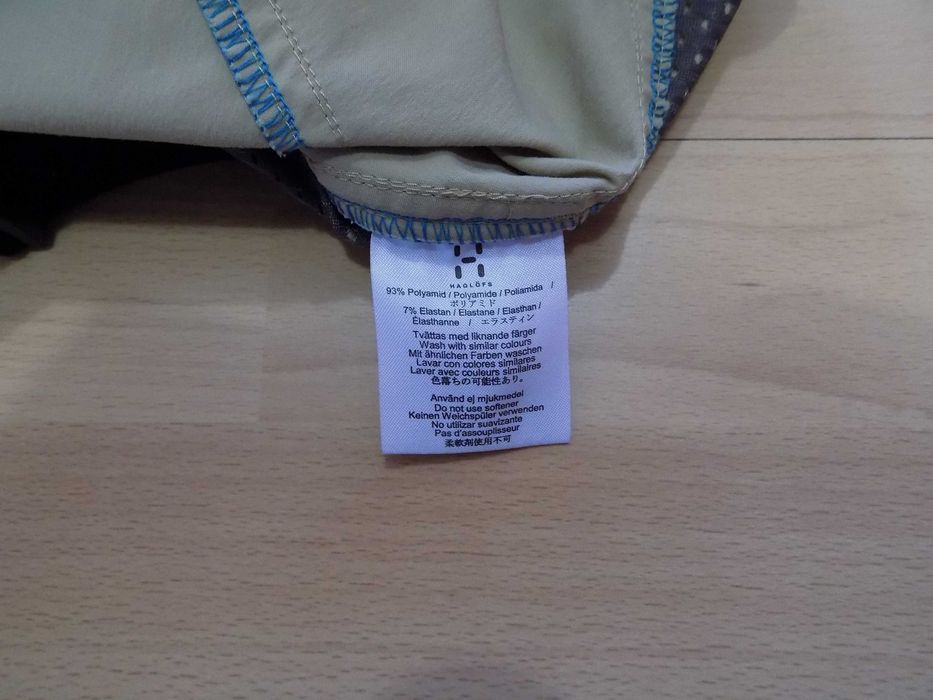 HAGLÖFS
93% Polyamid / Polyamide / Poliamida /
ポリアミド
7% Elastan / Elastane / Elasthan /
Élasthanne / エラスティン
Tvättas med liknande färger
Wash with similar colours
Mit ähnlichen Farben waschen
Lavar con colores similares
Laver avec couleurs similaires
色落ちの可能性あり。
Använd ej mjukmedel
Do not use softener
Keinen Weichspüler verwenden
No utilizar suavizante
Pas d'assouplisseur
柔軟剤使用不可